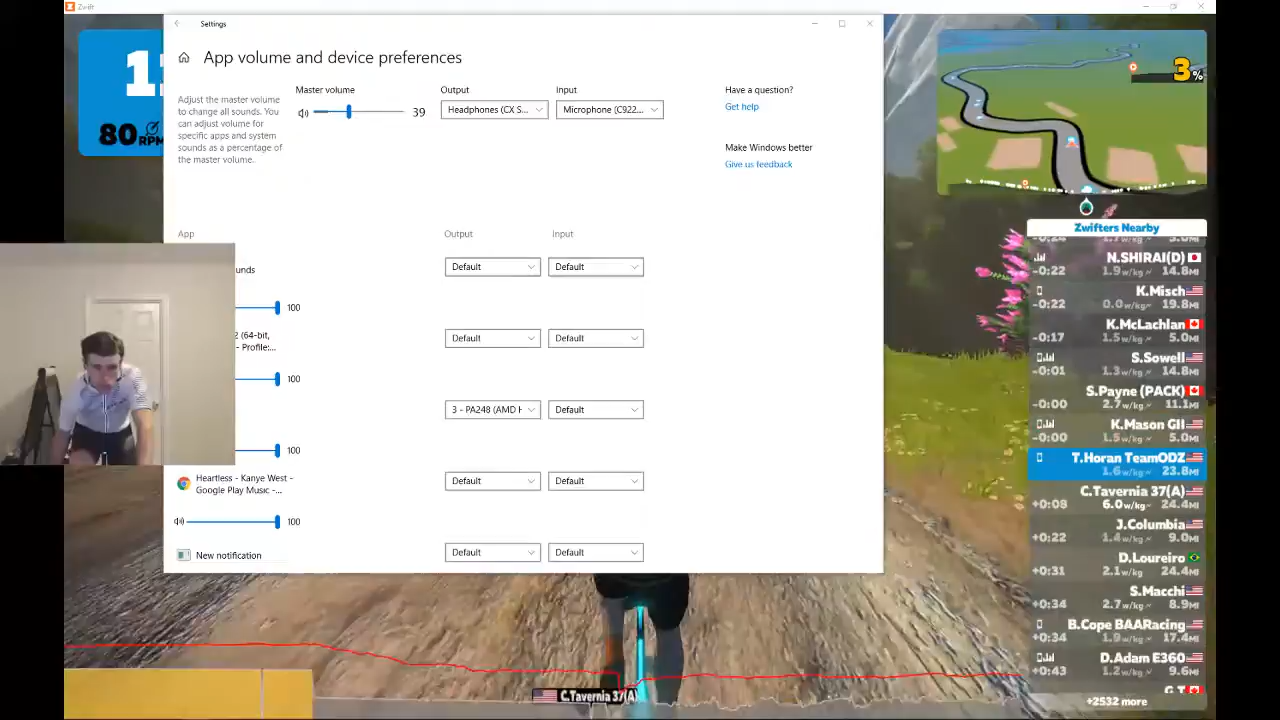 Zwift
Settings
App volume and device preferences
Adjust the master volume
to change all sounds. You
can adjust volume for
specific apps and system
sounds as a percentage of
the master volume.
Master volume
39
Output
Headphones (CX S...
Input
Microphone (C922...
Have a question?
Get help
Make Windows better
Give us feedback
80 RPM
3%
App
Output
Input
unds
Default
Default
100
2 (64-bit,
- Profile:...
Default
Default
100
3 - PA248 (AMD H
Default
100
Heartless - Kanye West -
Google Play Music -...
Default
Default
100
New notification
Default
Default
Zwifters Nearby
N.SHIRAI(D)
-0:22 1.9w/kg 14.8MI
K.Misch
-0:22 0.0w/kg 19.8MI
K.McLachlan
-0:17 1.5w/kg 5.0MI
S.Sowell
-0:01 1.3w/kg 14.8MI
S.Payne (PACK)
-0:00 2.7w/kg 11.1MI
K.Mason GII
-0:00 1.5w/kg 5.0MI
T.Horan TeamODZ
1.6w/kg 23.8MI
C.Tavernia 37(A)
+0:08 6.0w/kg 24.4MI
J.Columbia
+0:22 1.4w/kg 9.0MI
D.Loureiro
+0:31 2.1w/kg 24.4MI
S.Macchi
+0:34 2.7w/kg 8.9MI
B.Cope BAARacing
+0:34 1.9w/kg 17.4MI
D.Adam E360
+0:43 1.2w/kg 9.6MI
+2532 more
C.Tavernia 37(A)